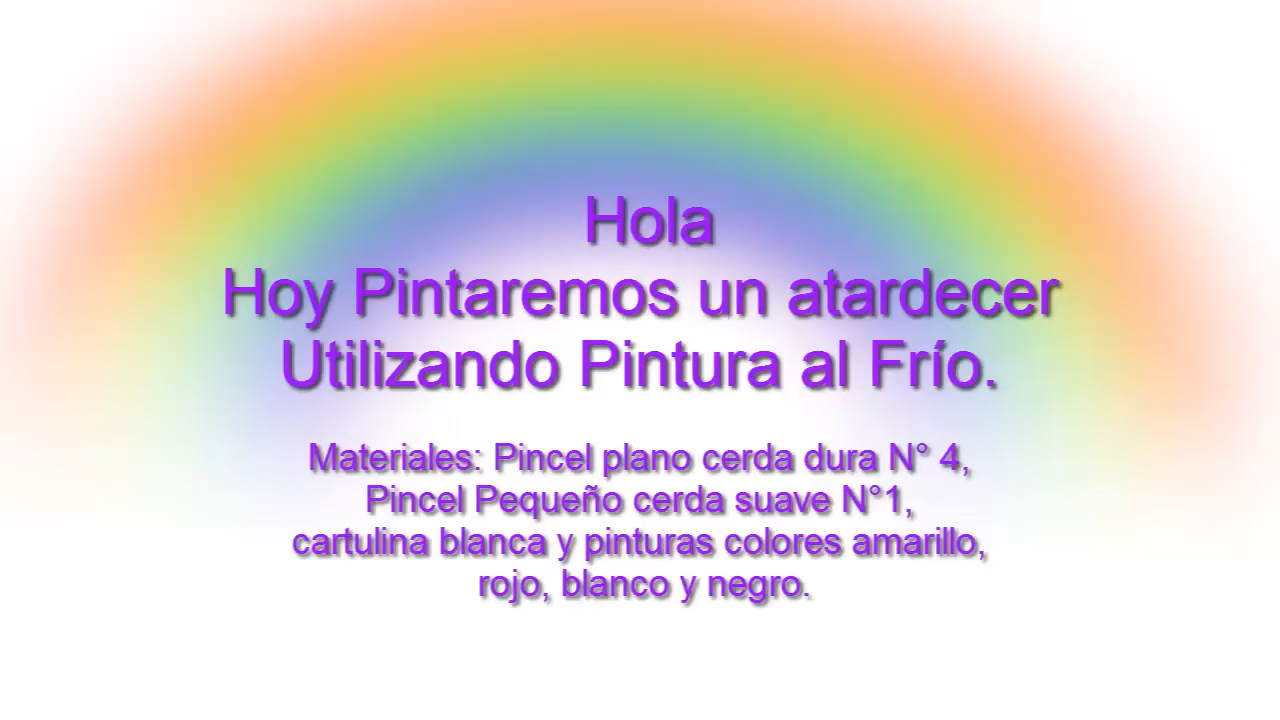 Hola
Hoy Pintaremos un atardecer
Utilizando Pintura al Frío.
Materiales: Pincel plano cerda dura N° 4,
Pincel Pequeño cerda suave N°1,
cartulina blanca y pinturas colores amarillo,
rojo, blanco y negro.